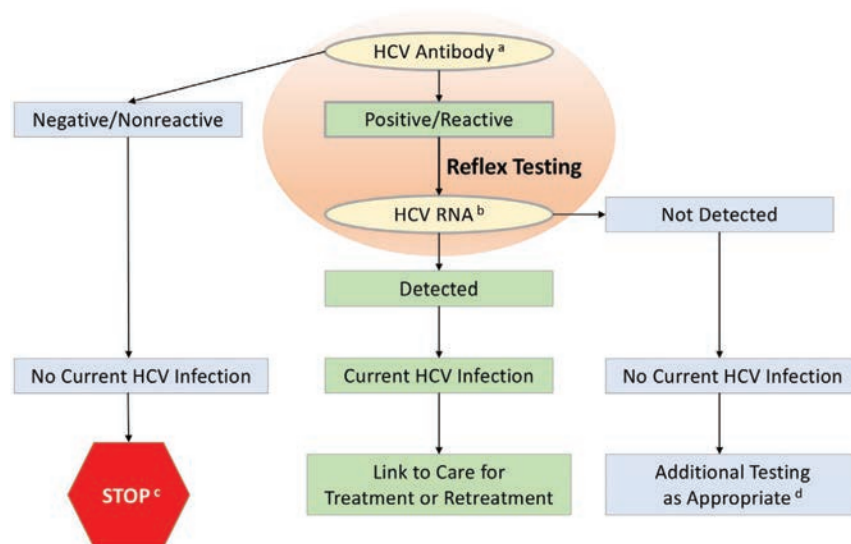 HCV Antibody a
Negative/Nonreactive
Positive/Reactive
Reflex Testing
HCV RNA b
Not Detected
Detected
No Current HCV Infection
Current HCV Infection
No Current HCV Infection
STOP c
Link to Care for
Treatment or Retreatment
Additional Testing
as Appropriate d